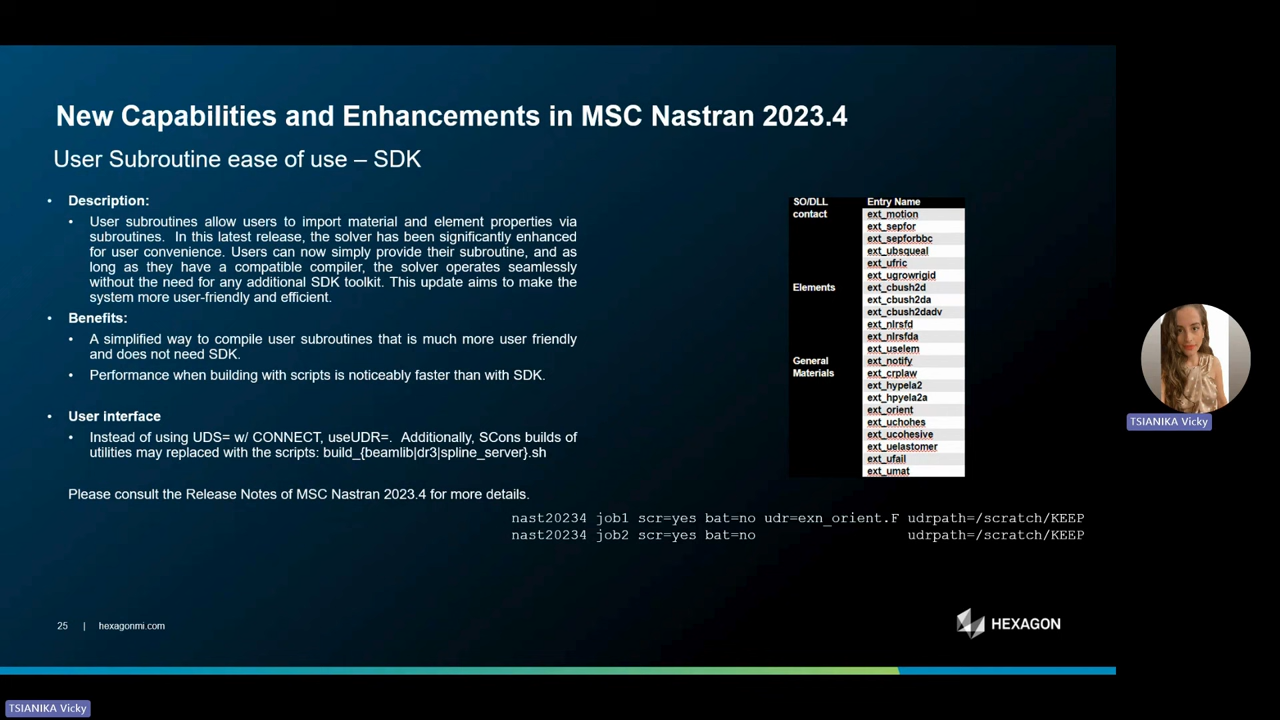 New Capabilities and Enhancements in MSC Nastran 2023.4
User Subroutine ease of use – SDK
• Description:
• User subroutines allow users to import material and element properties via
subroutines. In this latest release, the solver has been significantly enhanced
for user convenience. Users can now simply provide their subroutine, and as
long as they have a compatible compiler, the solver operates seamlessly
without the need for any additional SDK toolkit. This update aims to make the
system more user-friendly and efficient.
• Benefits:
• A simplified way to compile user subroutines that is much more user friendly
and does not need SDK.
• Performance when building with scripts is noticeably faster than with SDK.
• User interface
• Instead of using UDS= w/ CONNECT, useUDR=. Additionally, SCons builds of
utilities may replaced with the scripts: build_{beamlib|dr3|spline_server}.sh
Please consult the Release Notes of MSC Nastran 2023.4 for more details.
SO/DLL Entry Name
contact ext_motion
ext_sepfor
ext_sepforbbc
ext_ubsqueal
ext_ufric
ext_ugrowrigid
Elements ext_cbush2d
ext_cbush2da
ext_cbush2dadv
ext_nlrsfd
ext_nlrsfda
ext_uselem
General ext_notify
Materials ext_crplaw
ext_hypela2
ext_hpyela2a
ext_orient
ext_uchohes
ext_ucohesive
ext_uelastomer
ext_ufail
ext_umat
nast20234 job1 scr=yes bat=no udr=exn_orient.F udrpath=/scratch/KEEP
nast20234 job2 scr=yes bat=no udrpath=/scratch/KEEP
25 | hexagonmi.com
HEXAGON
TSIANIKA Vicky
TSIANIKA Vicky